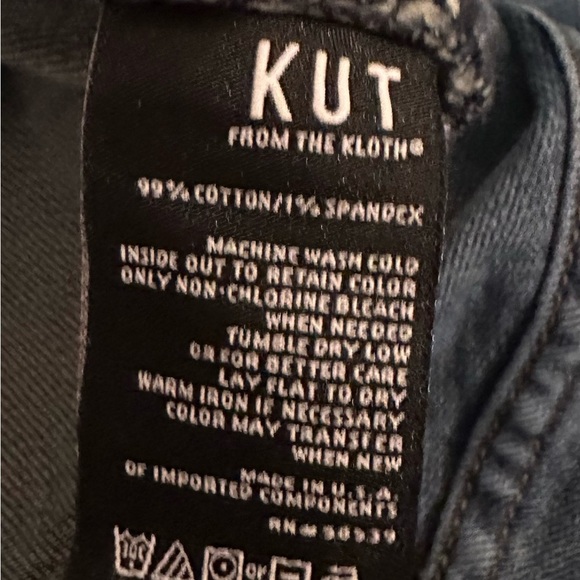 KUT
FROM THE KLOTH®
99% COTTON/1% SPANDEX
MACHINE WASH COLD
INSIDE OUT TO RETAIN COLOR
ONLY NON-CHLORINE BLEACH
WHEN NEEDED
TUMBLE DRY LOW
OR FOR BETTER CARE
LAY FLAT TO DRY
WARM IRON IF NECESSARY
COLOR MAY TRANSFER
WHEN NEW
MADE IN U.S.A.
OF IMPORTED COMPONENTS
RN#
OR